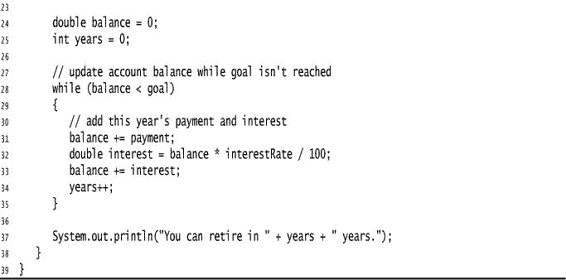 23
24 double balance = 0;
25 int years = 0;
26
27 // update account balance while goal isn't reached
28 while (balance < goal)
29 {
30 // add this year's payment and interest
31 balance += payment;
32 double interest = balance * interestRate / 100;
33 balance += interest;
34 years++;
35 }
36
37 System.out.println("You can retire in " + years + " years.");
38 }
39 }